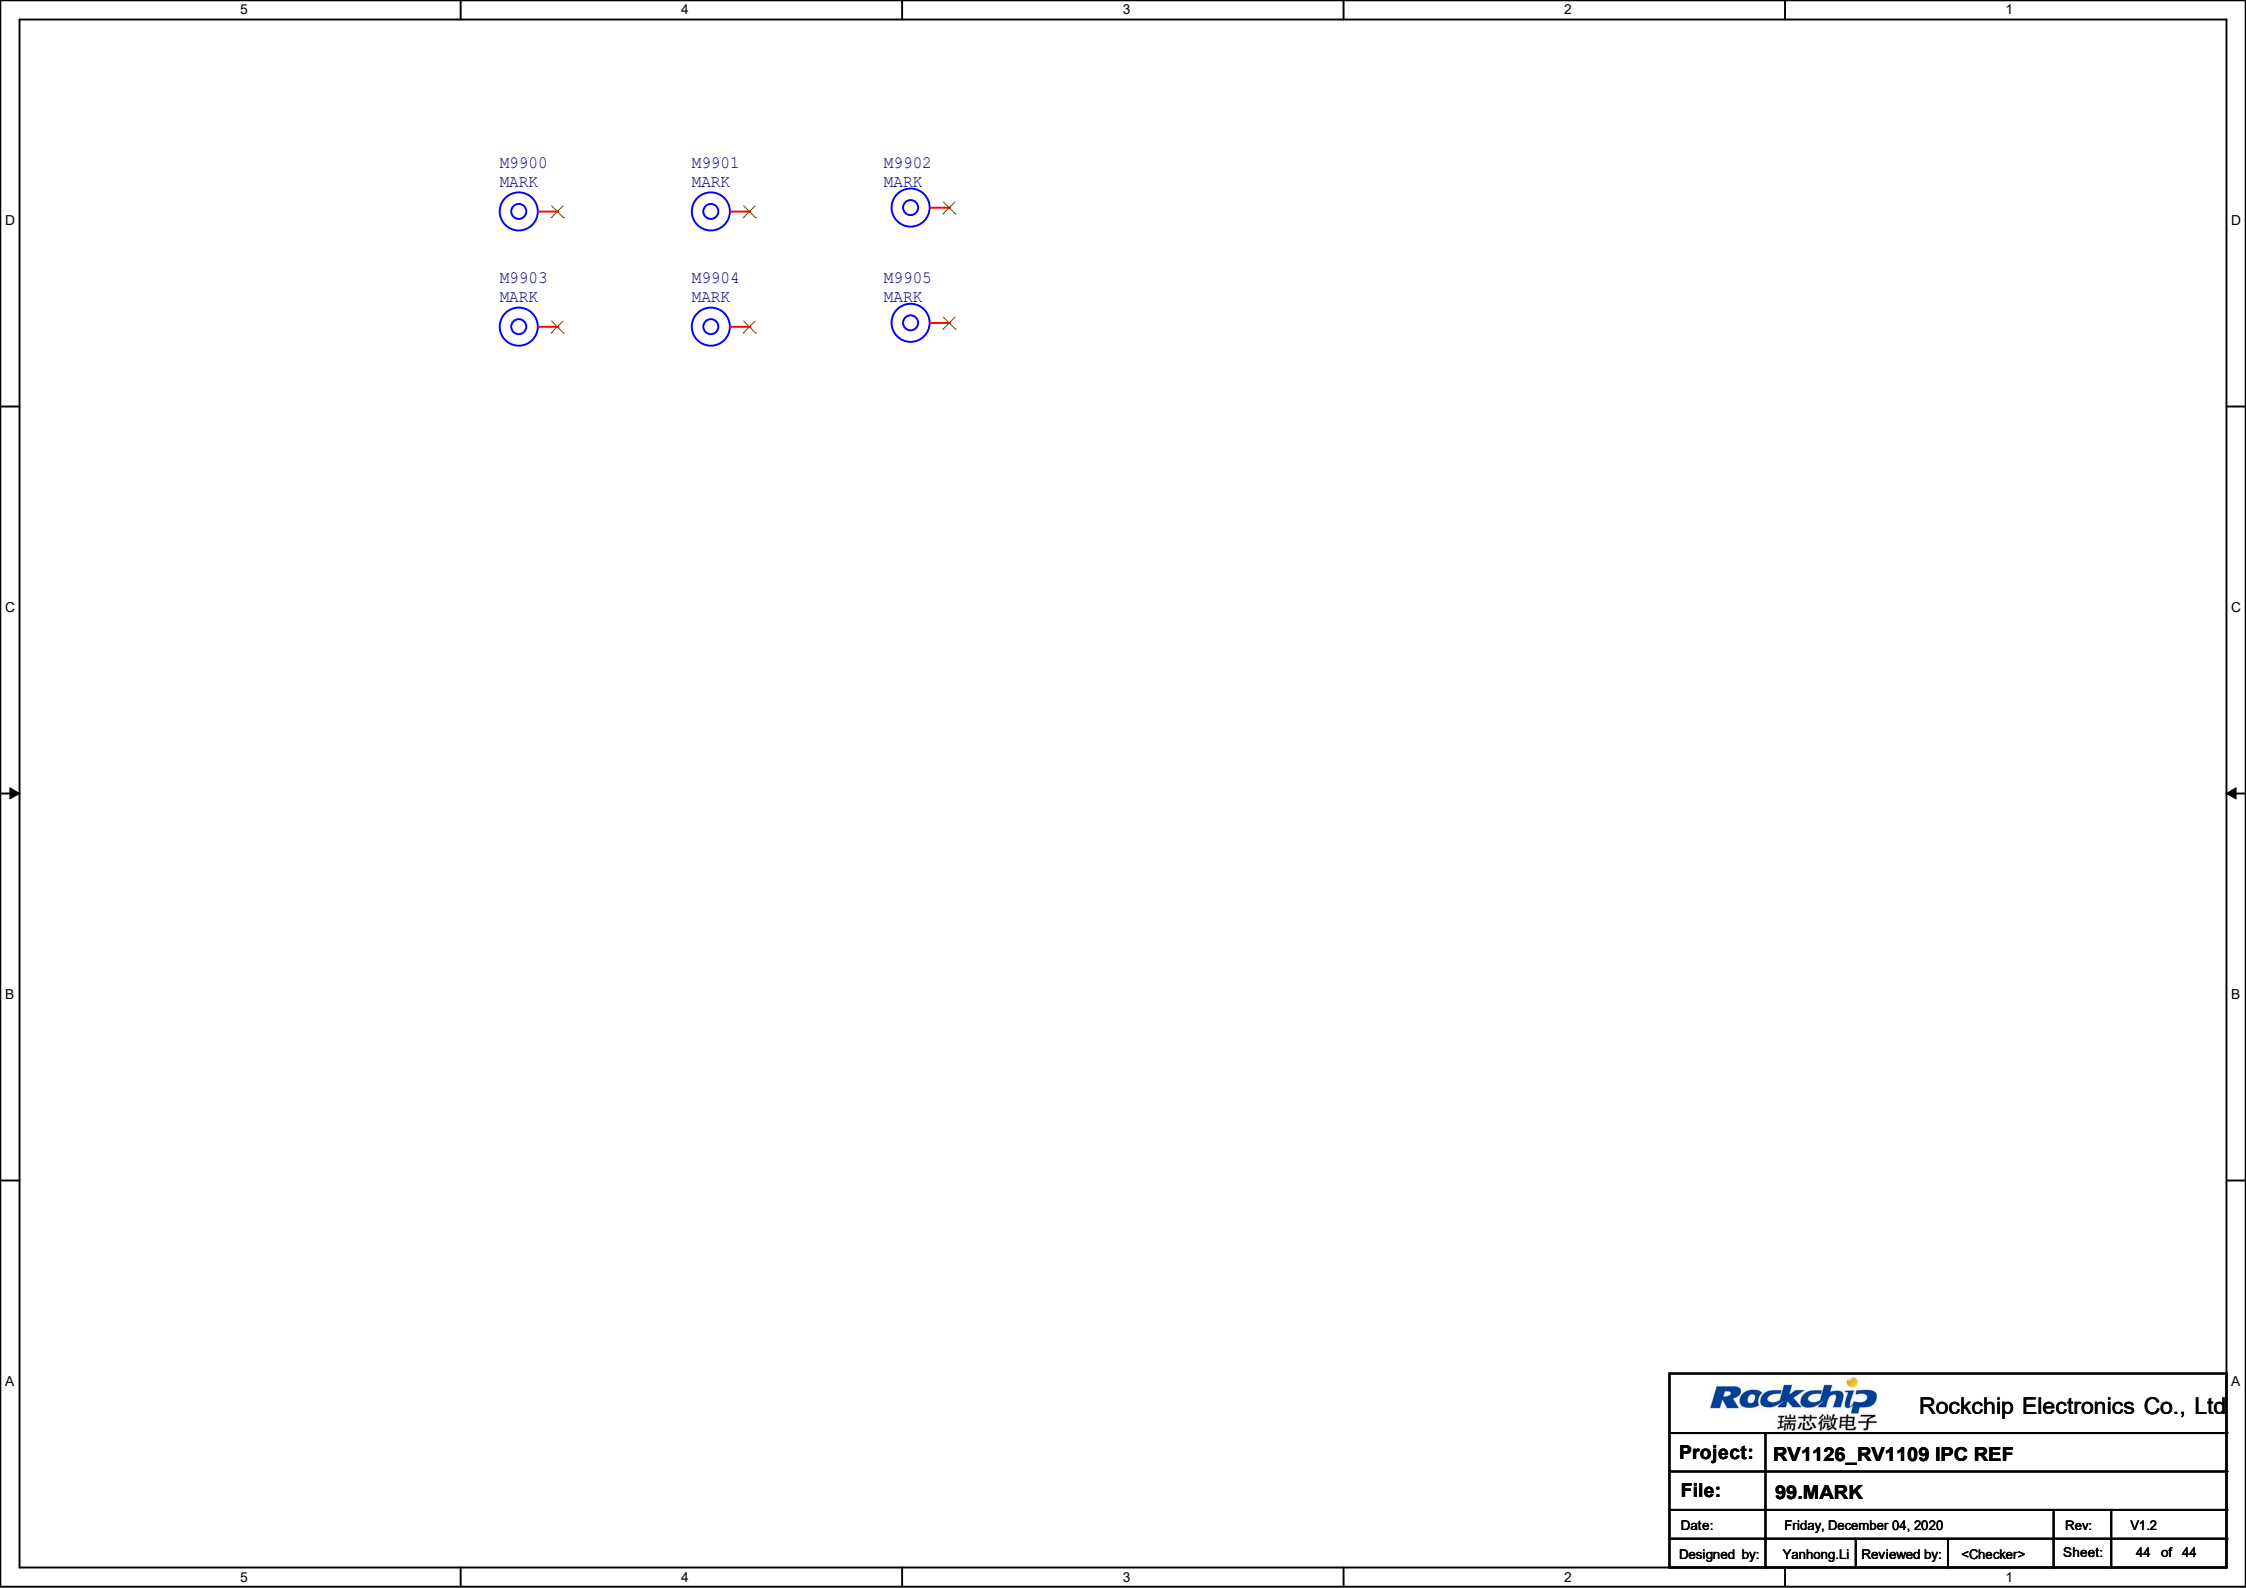 5 4 3 2 1
M9900 M9901 M9902
MARK MARK MARK
D D
M9903 M9904 M9905
MARK MARK MARK
C C
B B
A A
Rockchip Rockchip Electronics Co., Ltd
瑞芯微电子
Project: RV1126_RV1109 IPC REF
File: 99.MARK
Date: Friday, December 04, 2020 Rev: V1.2
Designed by: Yanhong.Li Reviewed by: <Checker> Sheet: 44 of 44
5 4 3 2 1